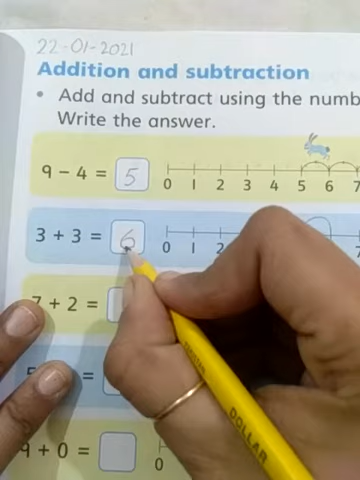 22-01-2021
Addition and subtraction
• Add and subtract using the numb
Write the answer.
9 - 4 = 5
0 1 2 3 4 5 6 7
3 + 3 = 6
0 1 2
7 + 2 =
=
9 + 0 =
0
DOLLAR